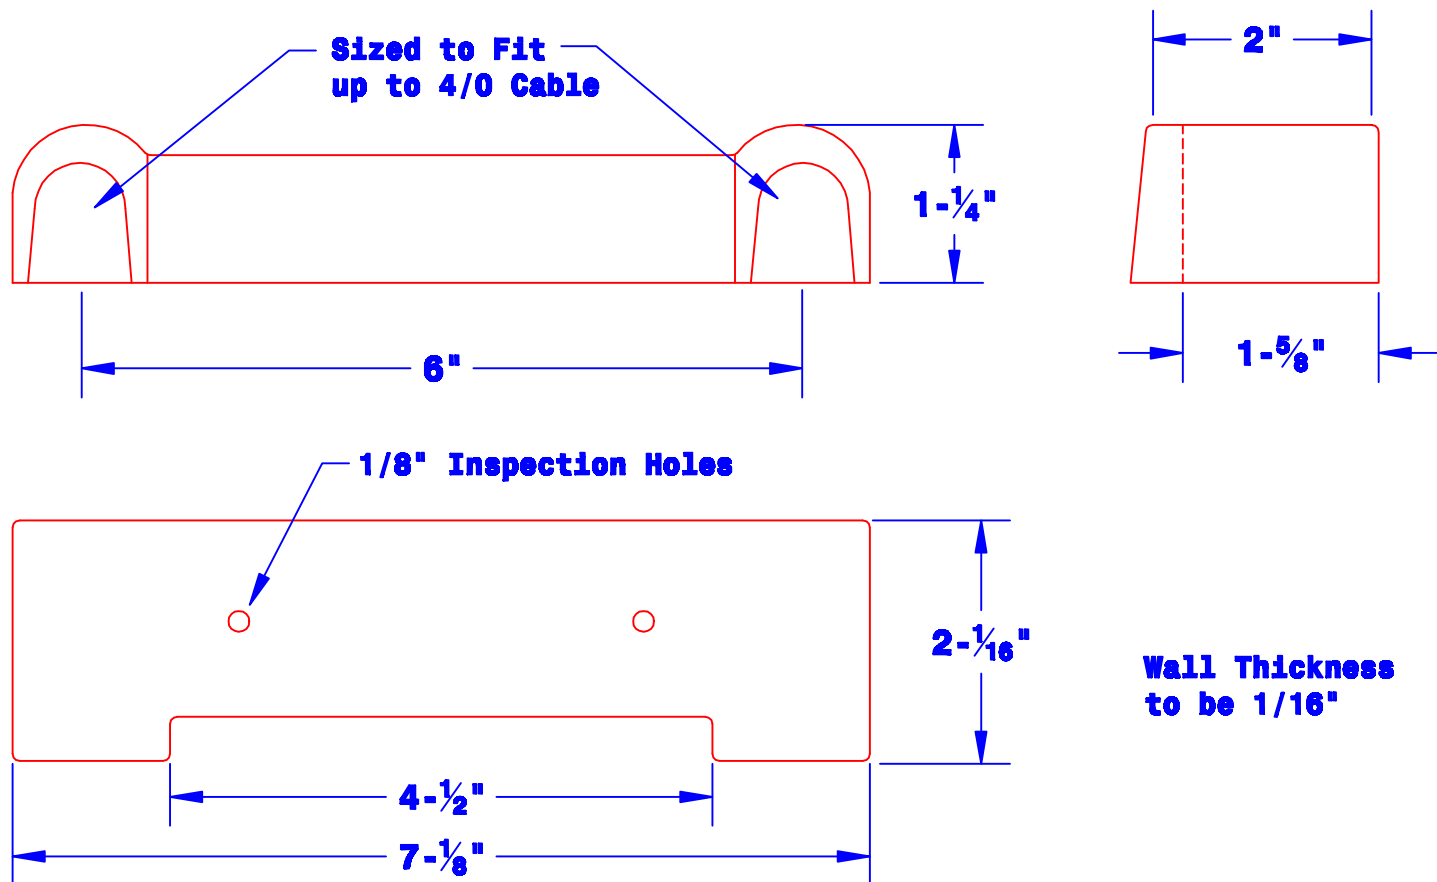 Sized to Fit
up to 4/0 Cable
2"
1-1/4"
6"
1-5/8"
1/8" Inspection Holes
2-1/16"
Wall Thickness
to be 1/16"
4-1/2"
7-1/8"